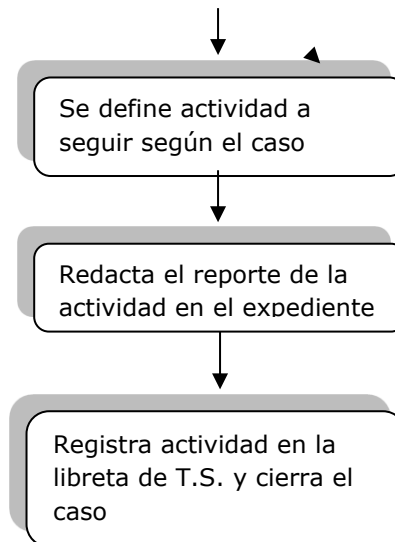 Se define actividad a
seguir según el caso
Redacta el reporte de la
actividad en el expediente
Registra actividad en la
libreta de T.S. y cierra el
caso